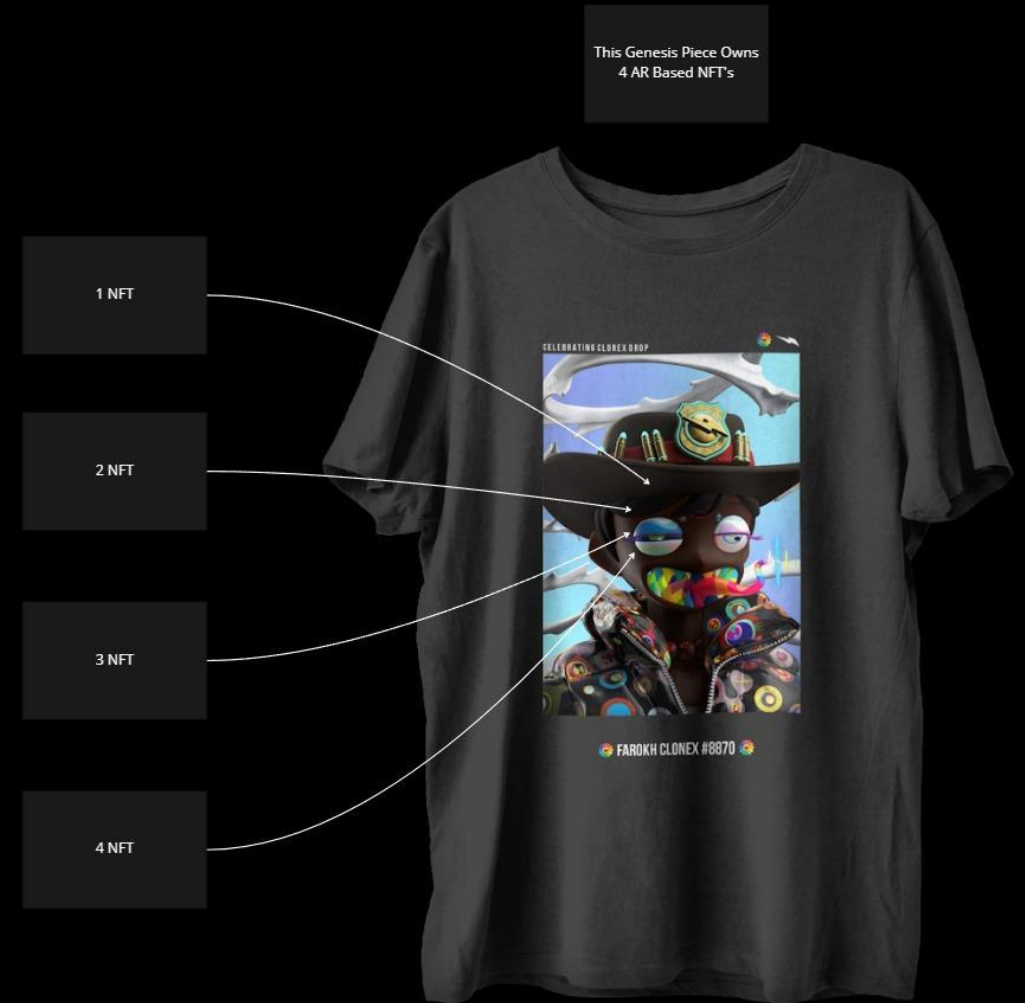 This Genesis Piece Owns
4 AR Based NFT's
1 NFT
2 NFT
3 NFT
4 NFT
CELEBRATING CLONEX DROP
FAROKH CLONEX #8870